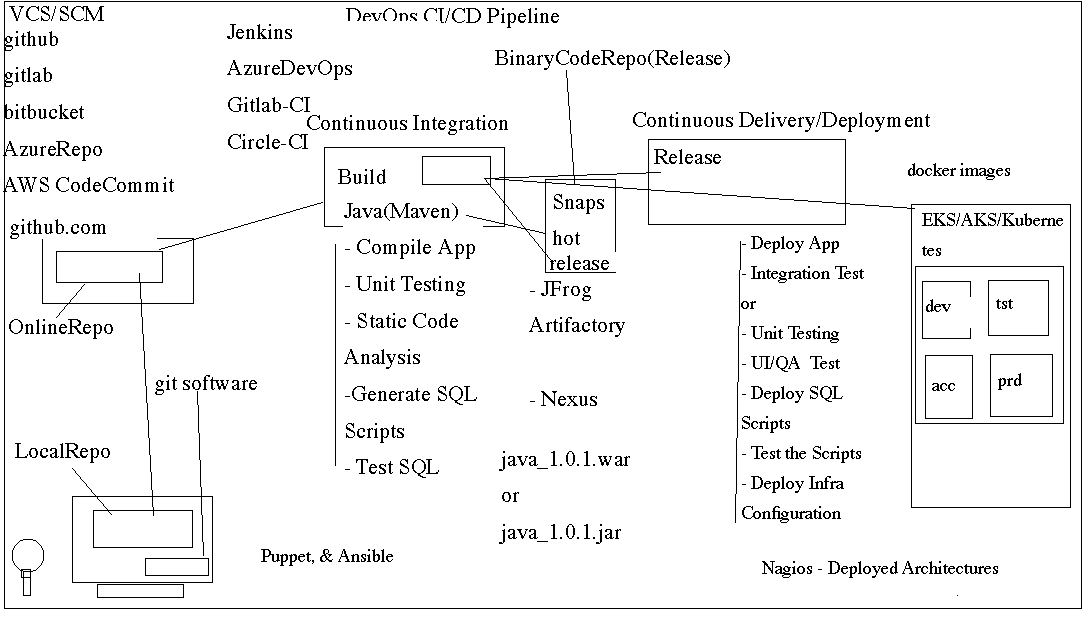 VCS/SCM
DevOps CI/CD Pipeline
github
gitlab
bitbucket
AzureRepo
AWS CodeCommit
github.com
OnlineRepo
git software
LocalRepo
Jenkins
AzureDevOps
Gitlab-CI
Circle-CI
Continuous Integration
Build
Java(Maven)
- Compile App
- Unit Testing
- Static Code
Analysis
-Generate SQL
Scripts
- Test SQL
Puppet, & Ansible
BinaryCodeRepo(Release)
Snaps
hot
release
- JFrog
Artifactory
- Nexus
java_1.0.1.war
or
java_1.0.1.jar
Continuous Delivery/Deployment
Release
- Deploy App
- Integration Test
or
- Unit Testing
- UI/QA Test
- Deploy SQL
Scripts
- Test the Scripts
- Deploy Infra
Configuration
docker images
EKS/AKS/Kuberne
tes
dev
tst
acc
prd
Nagios - Deployed Architectures